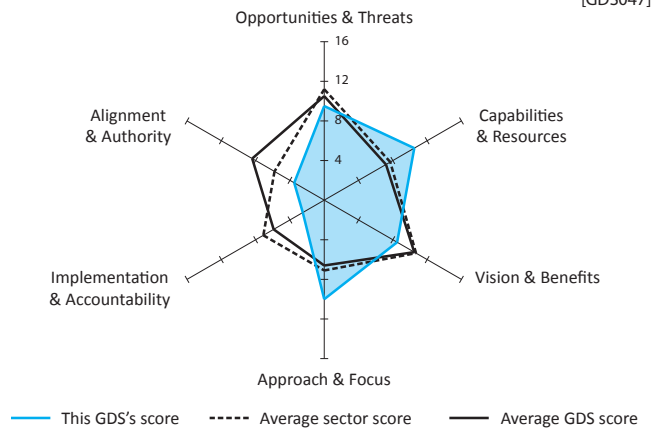 [GDS047]
Opportunities & Threats
16
12
8
4
Alignment
& Authority
Capabilities
& Resources
Implementation
& Accountability
Vision & Benefits
Approach & Focus
This GDS's score
Average sector score
Average GDS score